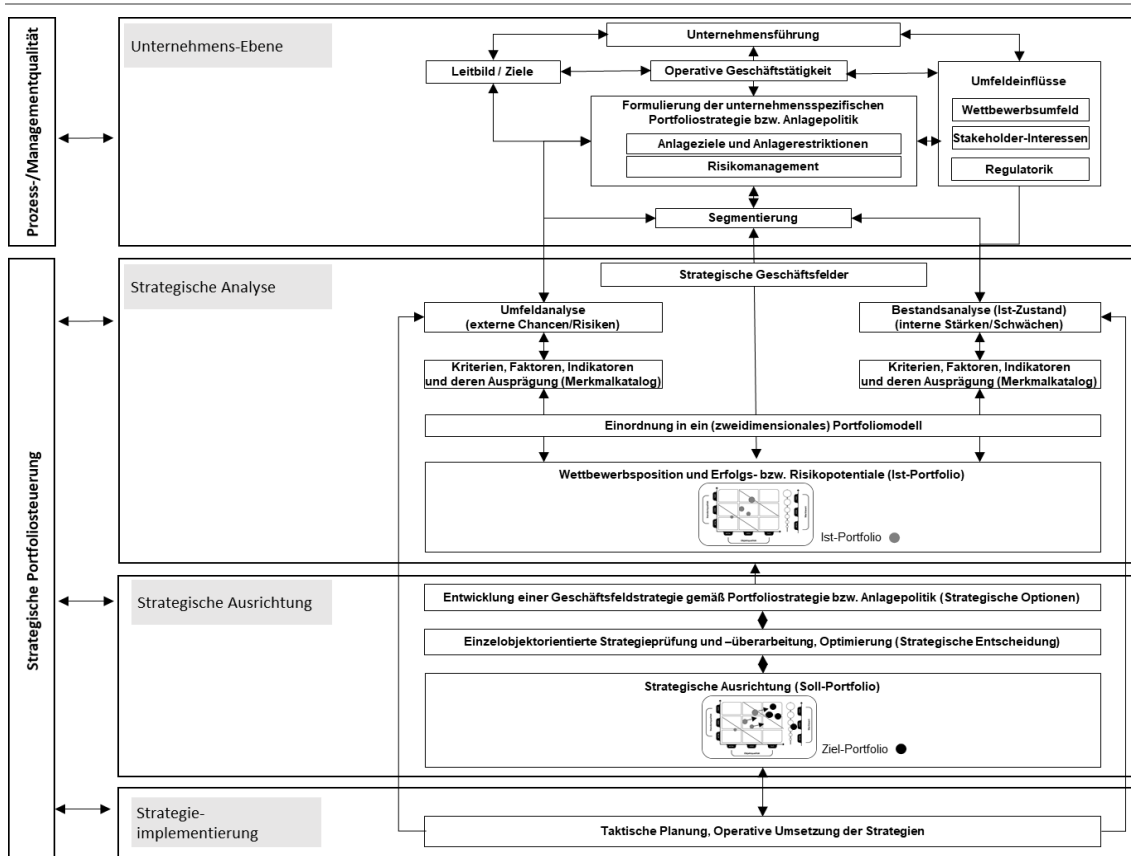 Prozess-/Managementqualität
Unternehmens-Ebene
Unternehmensführung
Leitbild / Ziele
Operative Geschäftstätigkeit
Umfeldeinflüsse
Wettbewerbsumfeld
Stakeholder-Interessen
Regulatorik
Formulierung der unternehmensspezifischen
Portfoliostrategie bzw. Anlagepolitik
Anlageziele und Anlagerestriktionen
Risikomanagement
Segmentierung
Strategische Portfoliosteuerung
Strategische Analyse
Strategische Geschäftsfelder
Umfeldanalyse
(externe Chancen/Risiken)
Bestandsanalyse (Ist-Zustand)
(interne Stärken/Schwächen)
Kriterien, Faktoren, Indikatoren
und deren Ausprägung (Merkmalkatalog)
Kriterien, Faktoren, Indikatoren
und deren Ausprägung (Merkmalkatalog)
Einordnung in ein (zweidimensionales) Portfoliomodell
Wettbewerbsposition und Erfolgs- bzw. Risikopotentiale (Ist-Portfolio)
Ist-Portfolio
Strategische Ausrichtung
Entwicklung einer Geschäftsfeldstrategie gemäß Portfoliostrategie bzw. Anlagepolitik (Strategische Optionen)
Einzelobjektorientierte Strategieprüfung und –überarbeitung, Optimierung (Strategische Entscheidung)
Strategische Ausrichtung (Soll-Portfolio)
Ziel-Portfolio
Strategie-
implementierung
Taktische Planung, Operative Umsetzung der Strategien